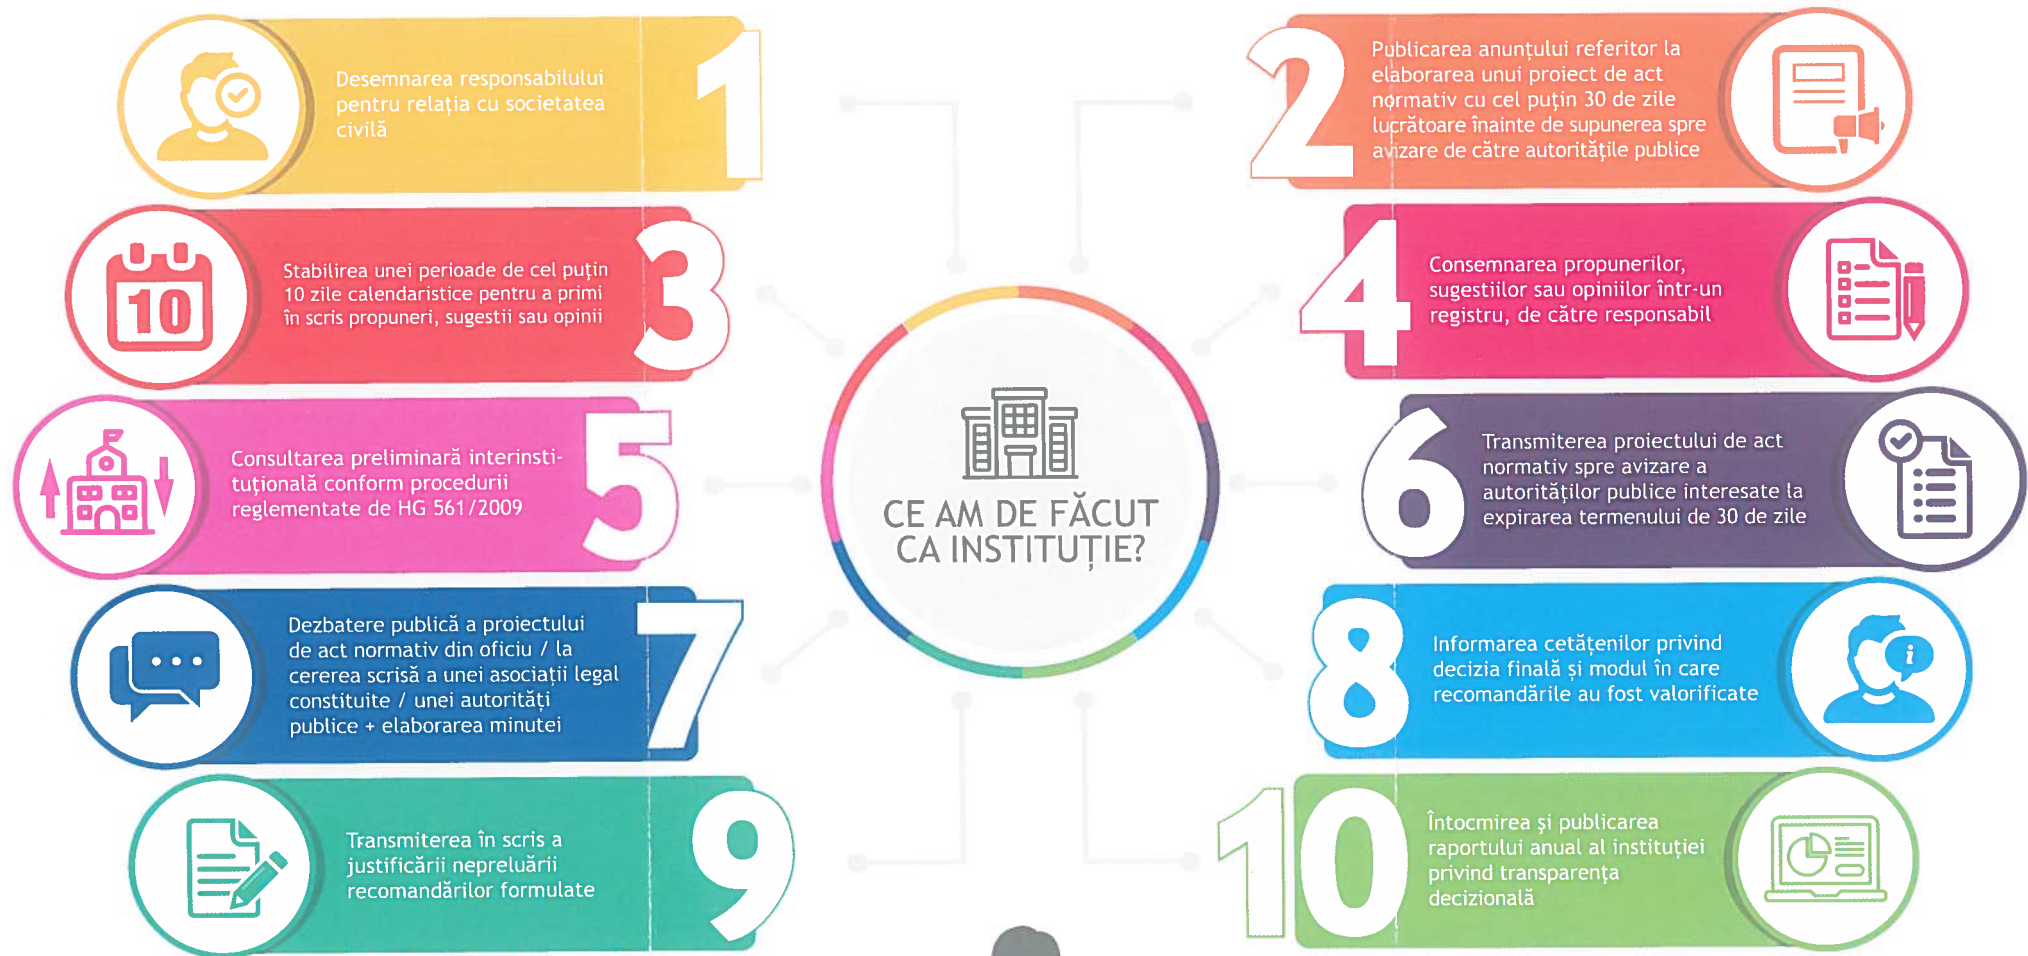 1
Desemnarea responsabilului
pentru relația cu societatea
civilă
2
Publicarea anunțului referitor la
elaborarea unui proiect de act
normativ cu cel puțin 30 de zile
lucrătoare înainte de supunerea spre
avizare de către autoritățile publice
3
10
Stabilirea unei perioade de cel puțin
10 zile calendaristice pentru a primi
în scris propuneri, sugestii sau opinii
4
Consemnarea propunerilor,
sugestiilor sau opiniilor într-un
registru, de către responsabil
5
Consultarea preliminară interinsti-
tuțională conform procedurii
reglementate de HG 561/2009
CE AM DE FĂCUT
CA INSTITUȚIE?
6
Transmiterea proiectului de act
normativ spre avizare a
autorităților publice interesate la
expirarea termenului de 30 de zile
7
Dezbatere publică a proiectului
de act normativ din oficiu / la
cererea scrisă a unei asociații legal
constituite / unei autorități
publice + elaborarea minutei
8
Informarea cetățenilor privind
decizia finală și modul în care
recomandările au fost valorificate
i
9
Transmiterea în scris a
justificării nepreluării
recomandărilor formulate
10
Întocmirea și publicarea
raportului anual al instituției
privind transparența
decizională